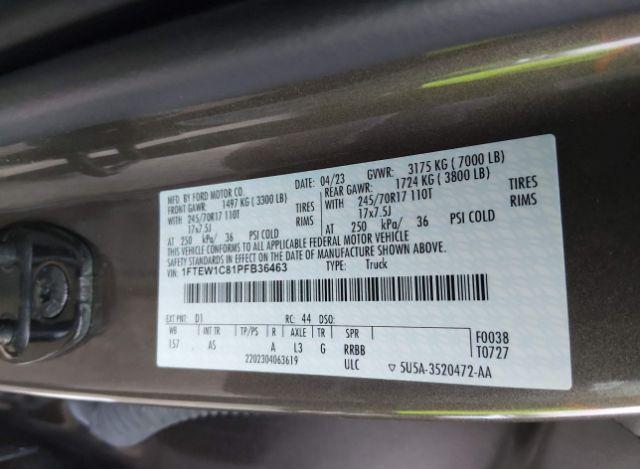 MFD. BY FORD MOTOR CO.
DATE: 04/23 GVWR: 3175 KG ( 7000 LB)
FRONT GAWR: 1497 KG ( 3300 LB) REAR GAWR: 1724 KG ( 3800 LB)
WITH 245/70R17 110T TIRES WITH 245/70R17 110T TIRES
17x7.5J RIMS 17x7.5J RIMS
AT 250 kPa/ 36 PSI COLD AT 250 kPa/ 36 PSI COLD
THIS VEHICLE CONFORMS TO ALL APPLICABLE FEDERAL MOTOR VEHICLE
SAFETY STANDARDS IN EFFECT ON THE DATE OF MANUFACTURE SHOWN ABOVE.
VIN: 1FTEW1C81PFB36463 TYPE: Truck
EXT PNT: D1 RC: 44 DSO:
WB INT TR TP/PS R AXLE TR SPR F0038
157 AS A L3 G RRBB T0727
2202304063619 ULC ▽ 5U5A-3520472-AA